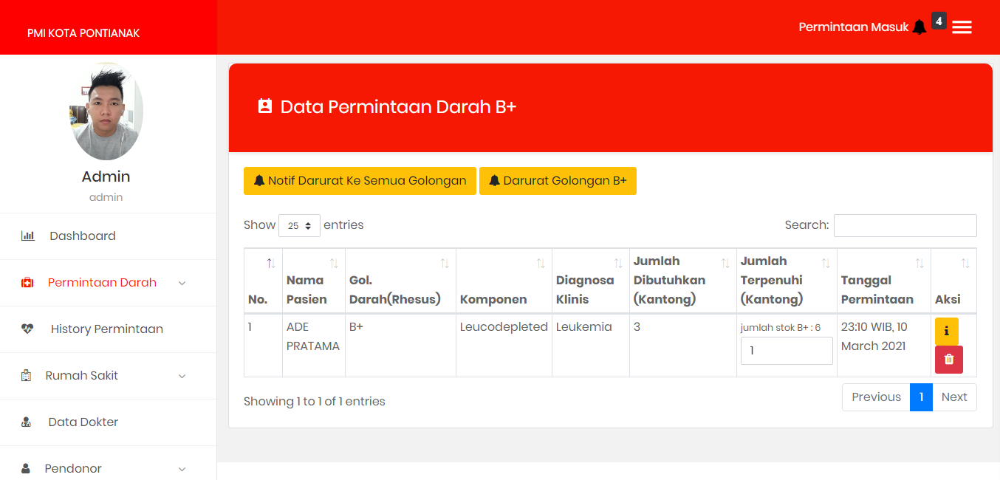 PMI KOTA PONTIANAK
Permintaan Masuk 4
Admin
admin
Dashboard
Permintaan Darah
History Permintaan
Rumah Sakit
Data Dokter
Pendonor
Data Permintaan Darah B+
Notif Darurat Ke Semua Golongan
Darurat Golongan B+
Show 25 entries
Search:
No.
Nama
Pasien
Gol.
Darah(Rhesus)
Komponen
Diagnosa
Klinis
Jumlah
Dibutuhkan
(Kantong)
Jumlah
Terpenuhi
(Kantong)
Tanggal
Permintaan
Aksi
1
ADE
PRATAMA
B+
Leucodepleted
Leukemia
3
jumlah stok B+ : 6
1
23:10 WIB, 10
March 2021
Showing 1 to 1 of 1 entries
Previous 1 Next